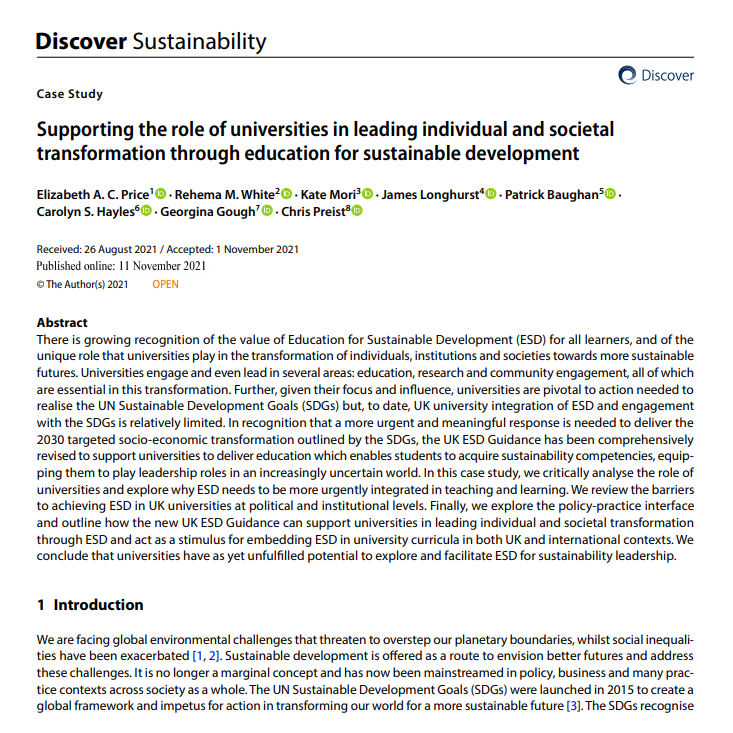 Discover Sustainability
Discover
Case Study
Supporting the role of universities in leading individual and societal
transformation through education for sustainable development
Elizabeth A. C. Price1 · Rehema M. White2 · Kate Mori3 · James Longhurst4 · Patrick Baughan5 ·
Carolyn S. Hayles6 · Georgina Gough7 · Chris Preist8
Received: 26 August 2021 / Accepted: 1 November 2021
Published online: 11 November 2021
© The Author(s) 2021 OPEN
Abstract
There is growing recognition of the value of Education for Sustainable Development (ESD) for all learners, and of the
unique role that universities play in the transformation of individuals, institutions and societies towards more sustainable
futures. Universities engage and even lead in several areas: education, research and community engagement, all of which
are essential in this transformation. Further, given their focus and influence, universities are pivotal to action needed to
realise the UN Sustainable Development Goals (SDGs) but, to date, UK university integration of ESD and engagement
with the SDGs is relatively limited. In recognition that a more urgent and meaningful response is needed to deliver the
2030 targeted socio-economic transformation outlined by the SDGs, the UK ESD Guidance has been comprehensively
revised to support universities to deliver education which enables students to acquire sustainability competencies, equip-
ping them to play leadership roles in an increasingly uncertain world. In this case study, we critically analyse the role of
universities and explore why ESD needs to be more urgently integrated in teaching and learning. We review the barriers
to achieving ESD in UK universities at political and institutional levels. Finally, we explore the policy-practice interface
and outline how the new UK ESD Guidance can support universities in leading individual and societal transformation
through ESD and act as a stimulus for embedding ESD in university curricula in both UK and international contexts. We
conclude that universities have as yet unfulfilled potential to explore and facilitate ESD for sustainability leadership.
1 Introduction
We are facing global environmental challenges that threaten to overstep our planetary boundaries, whilst social inequali-
ties have been exacerbated [1, 2]. Sustainable development is offered as a route to envision better futures and address
these challenges. It is no longer a marginal concept and has now been mainstreamed in policy, business and many prac-
tice contexts across society as a whole. The UN Sustainable Development Goals (SDGs) were launched in 2015 to create a
global framework and impetus for action in transforming our world for a more sustainable future [3]. The SDGs recognise